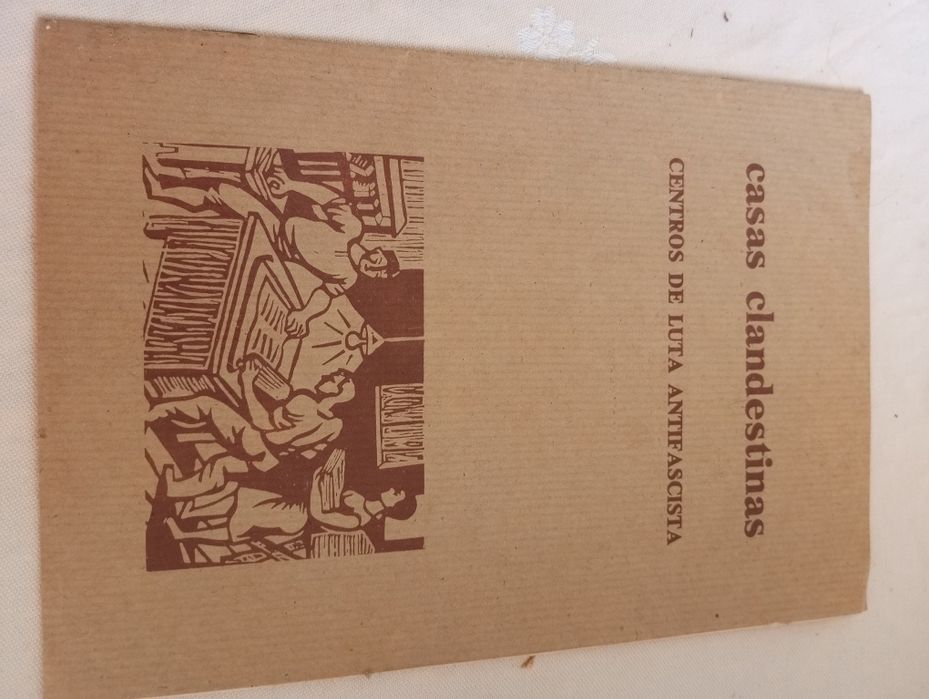 casas clandestinas
CENTROS DE LUTA ANTIFASCISTA